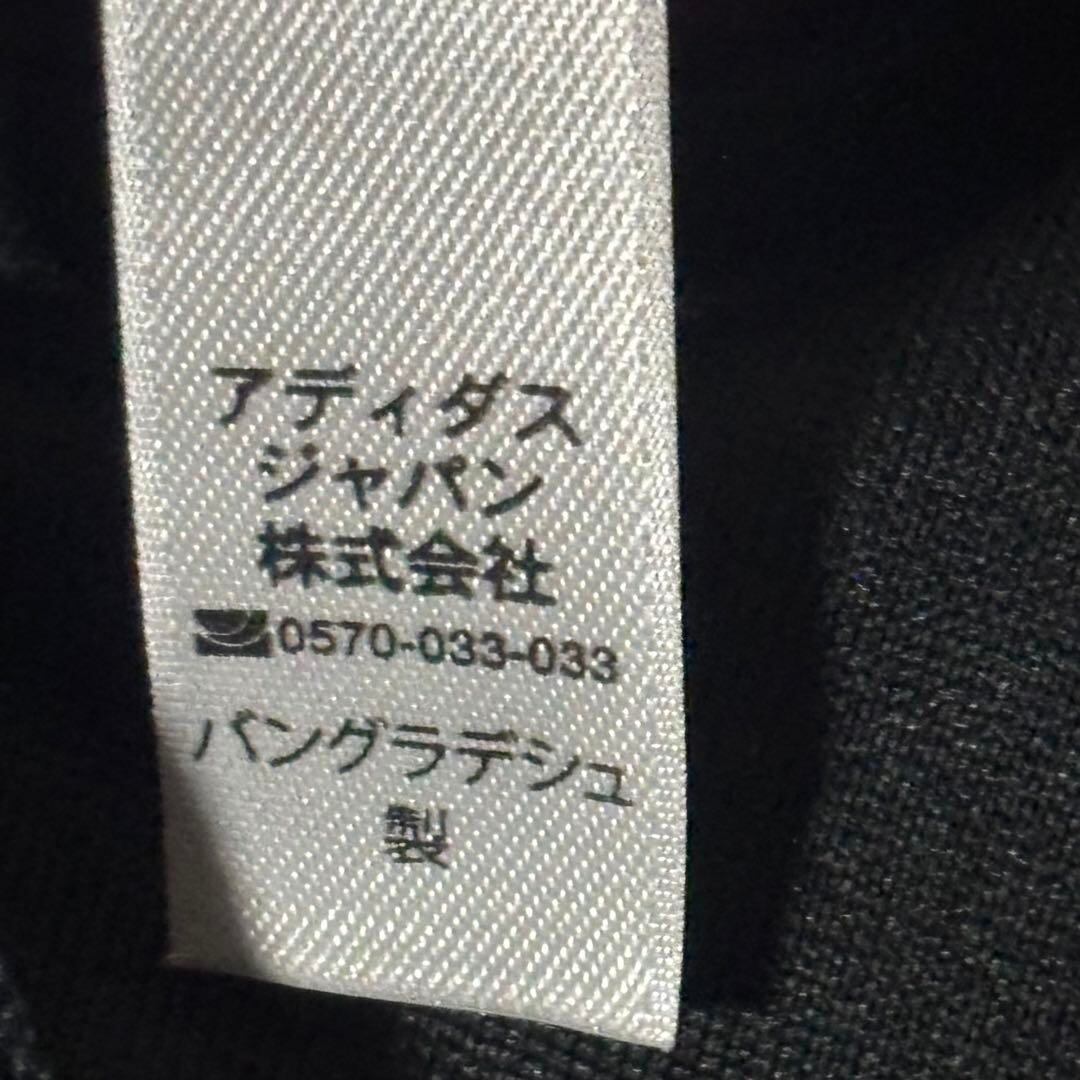 アディダス
ジャパン
株式会社
0570-033-033
バングラデシュ
製